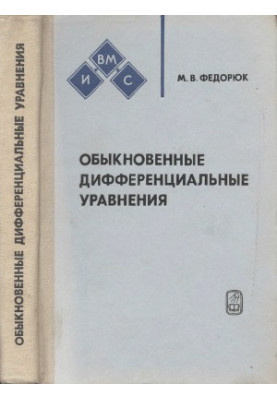 ОБЫКНОВЕННЫЕ ДИФФЕРЕНЦИАЛЬНЫЕ УРАВНЕНИЯ
ВМ
И С
М. В. ФЕДОРЮК
ОБЫКНОВЕННЫЕ
ДИФФЕРЕНЦИАЛЬНЫЕ
УРАВНЕНИЯ